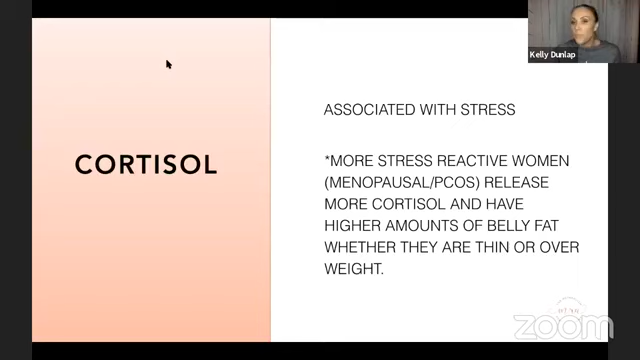 Kelly Dunlap
CORTISOL
ASSOCIATED WITH STRESS
*MORE STRESS REACTIVE WOMEN
(MENOPAUSAL/PCOS) RELEASE
MORE CORTISOL AND HAVE
HIGHER AMOUNTS OF BELLY FAT
WHETHER THEY ARE THIN OR OVER
WEIGHT.
zoom